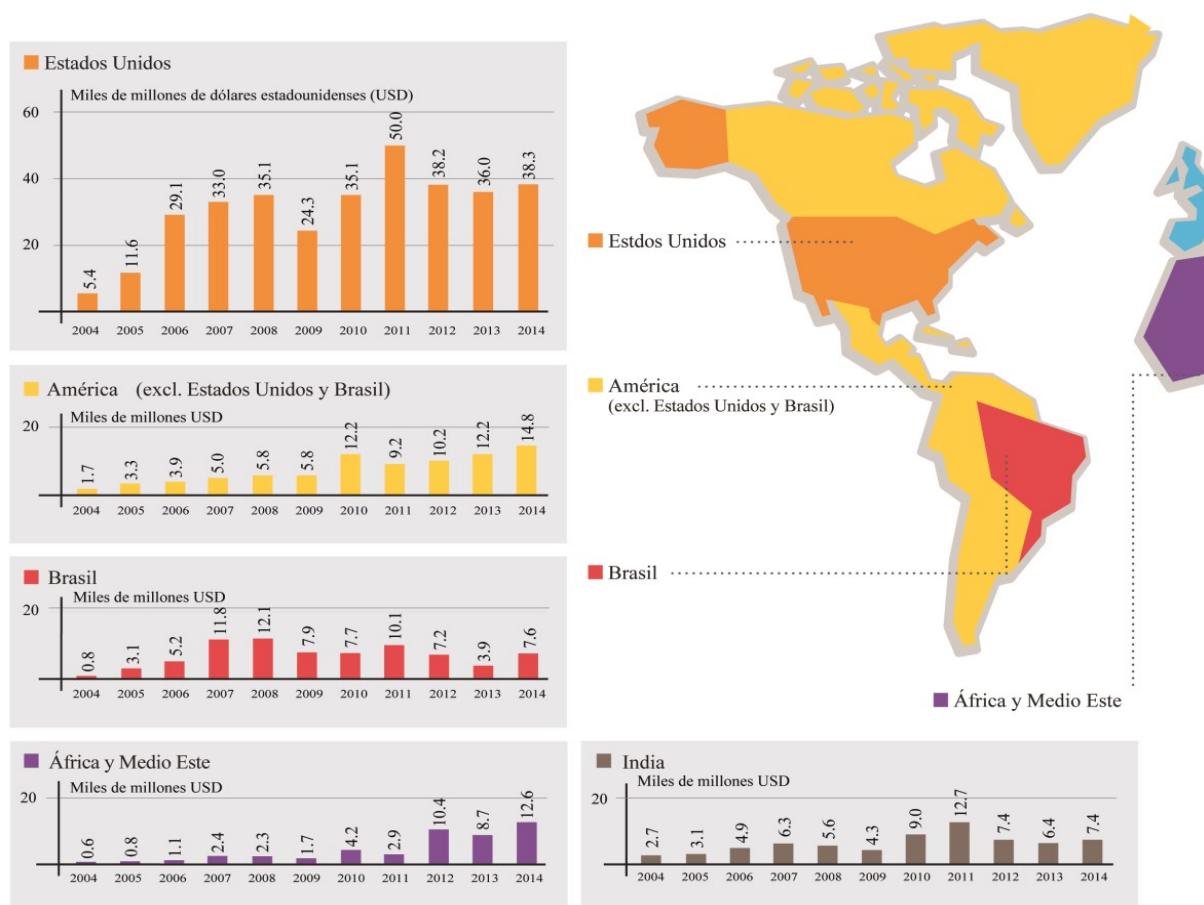 Estados Unidos
Miles de millones de dólares estadounidenses (USD)
60
40
20
5.4 11.6 29.1 33.0 35.1 24.3 35.1 50.0 38.2 36.0 38.3
2004 2005 2006 2007 2008 2009 2010 2011 2012 2013 2014
América (excl. Estados Unidos y Brasil)
Miles de millones USD
20
1.7 3.3 3.9 5.0 5.8 5.8 12.2 9.2 10.2 12.2 14.8
2004 2005 2006 2007 2008 2009 2010 2011 2012 2013 2014
Brasil
Miles de millones USD
20
0.8 3.1 5.2 11.8 12.1 7.9 7.7 10.1 7.2 3.9 7.6
2004 2005 2006 2007 2008 2009 2010 2011 2012 2013 2014
Estdos Unidos
América
(excl. Estados Unidos y Brasil)
Brasil
África y Medio Este
África y Medio Este
Miles de millones USD
20
0.6 0.8 1.1 2.4 2.3 1.7 4.2 2.9 10.4 8.7 12.6
2004 2005 2006 2007 2008 2009 2010 2011 2012 2013 2014
India
Miles de millones USD
20
2.7 3.1 4.9 6.3 5.6 4.3 9.0 12.7 7.4 6.4 7.4
2004 2005 2006 2007 2008 2009 2010 2011 2012 2013 2014